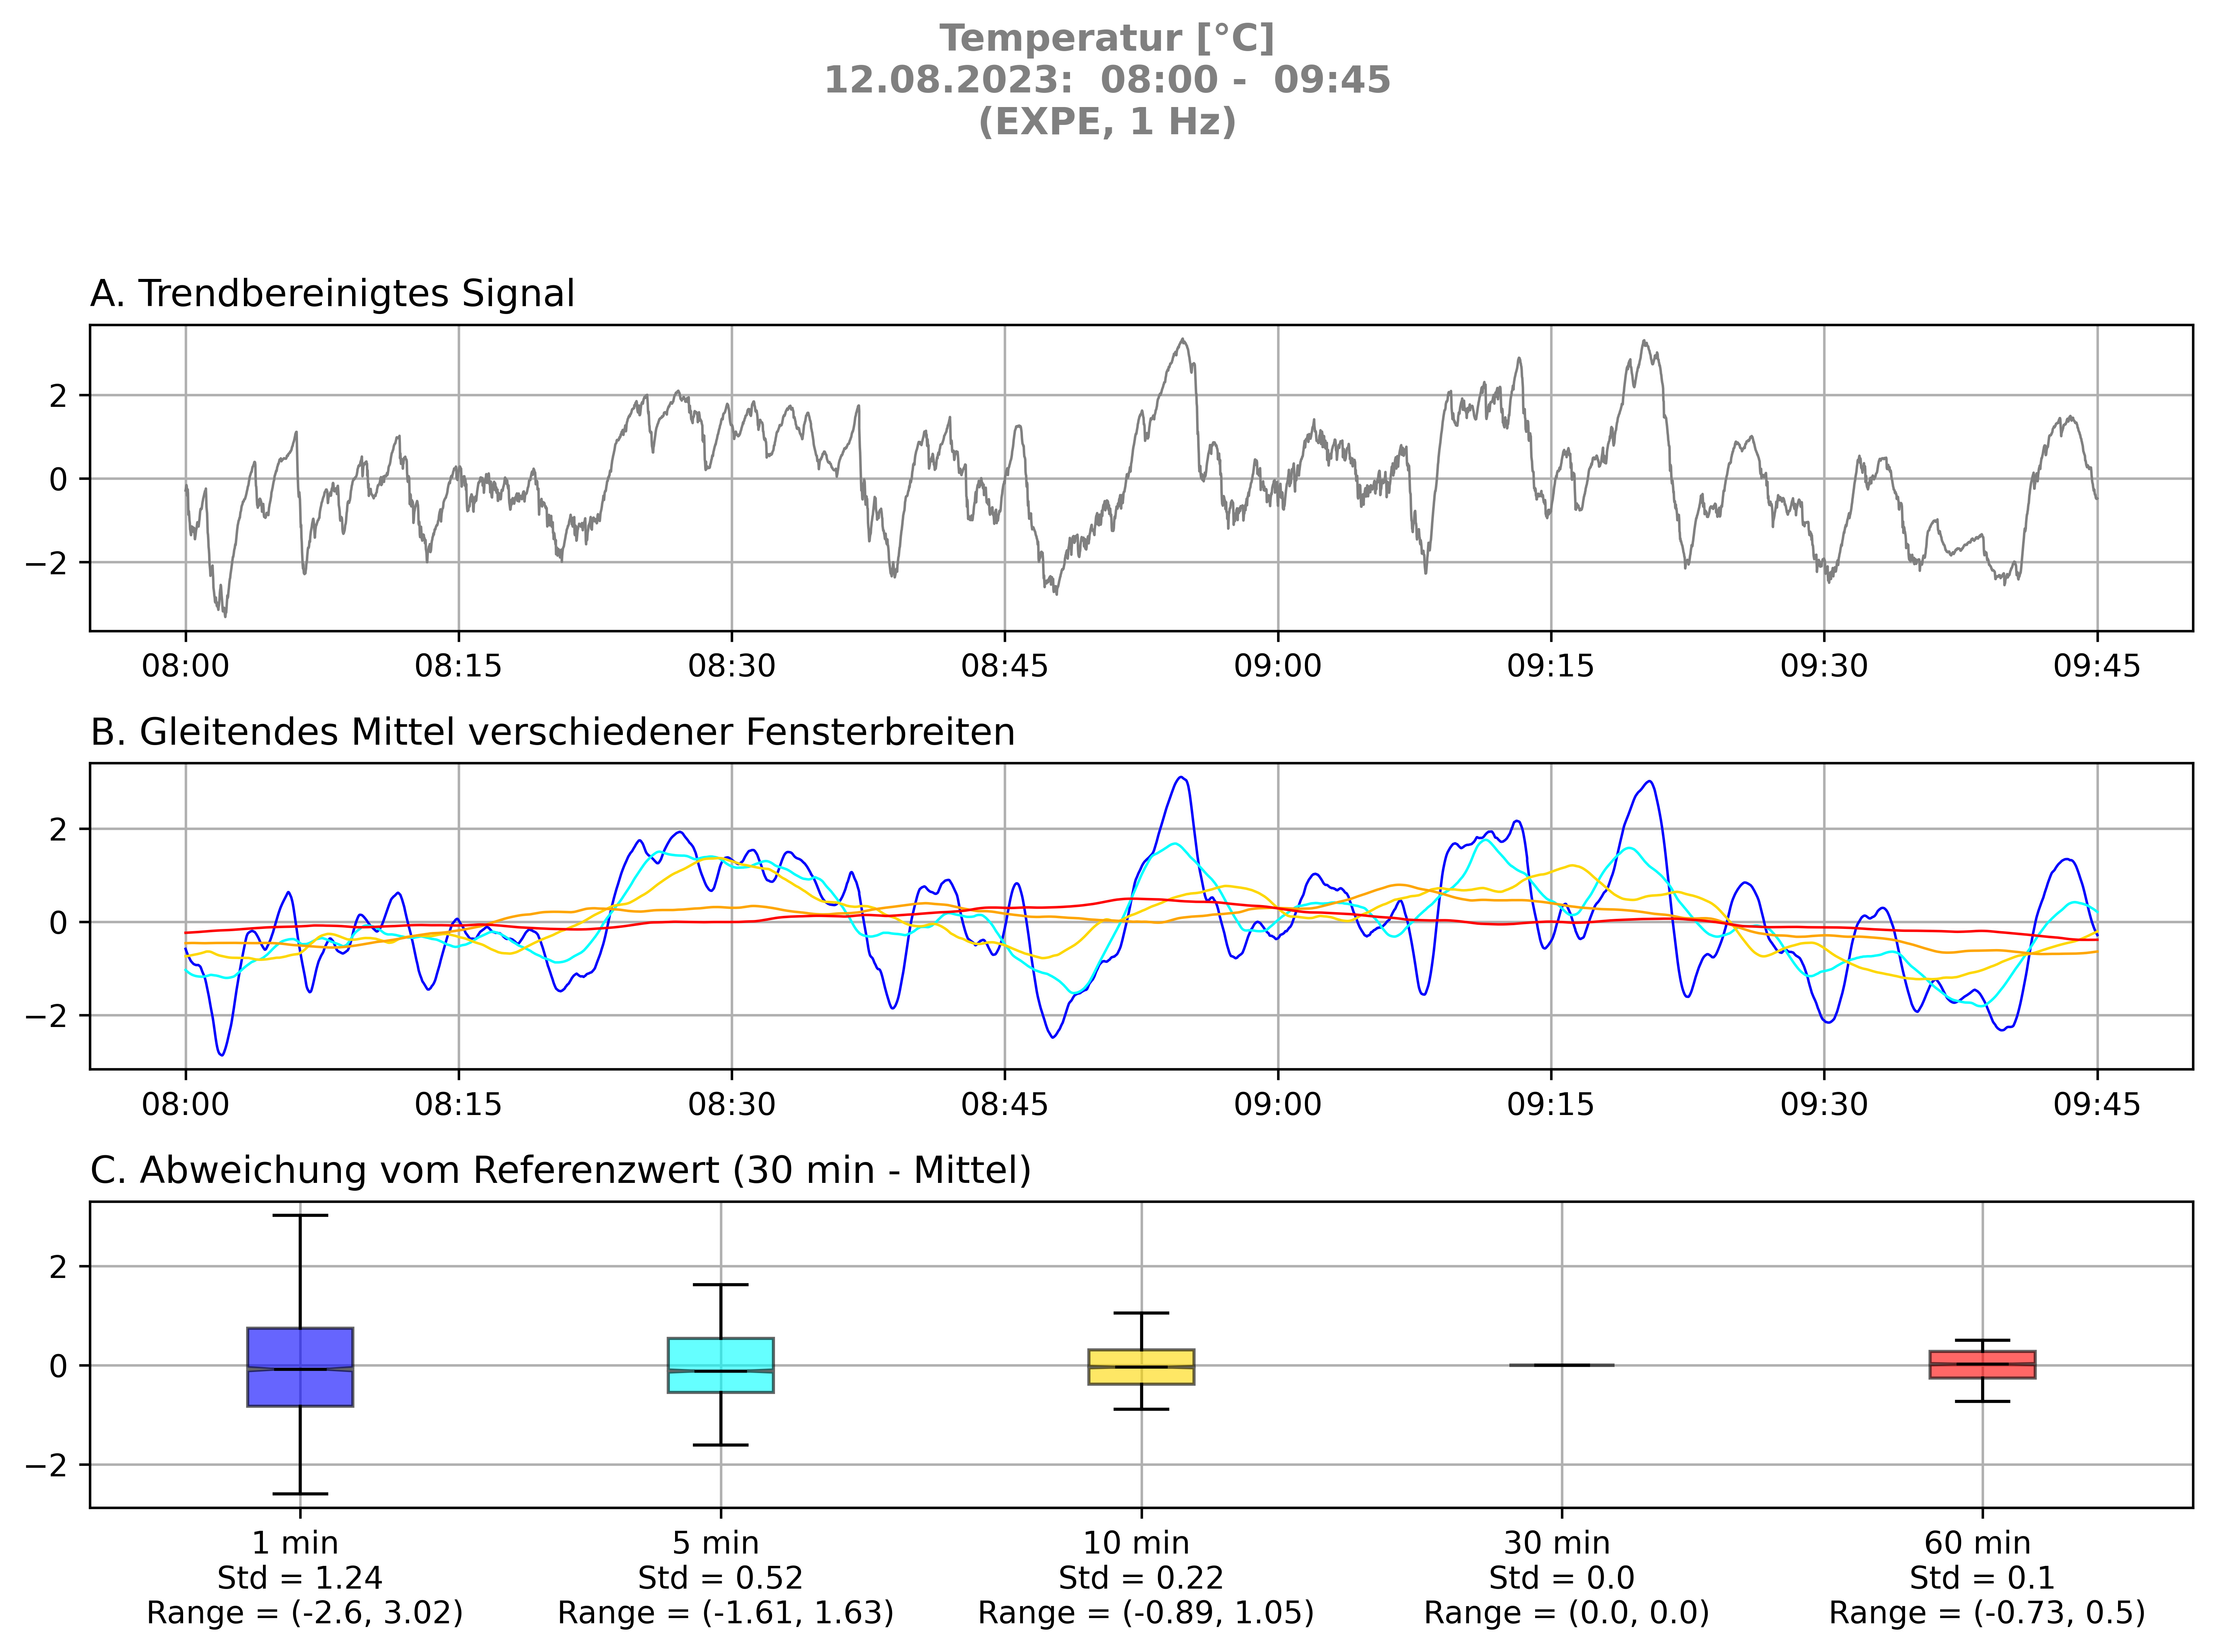 Temperatur [°C]
12.08.2023:  08:00 -  09:45
(EXPE, 1 Hz)
A. Trendbereinigtes Signal
2
0
−2
08:00 08:15 08:30 08:45 09:00 09:15 09:30 09:45
B. Gleitendes Mittel verschiedener Fensterbreiten
2
0
−2
08:00 08:15 08:30 08:45 09:00 09:15 09:30 09:45
C. Abweichung vom Referenzwert (30 min - Mittel)
2
0
−2
1 min 5 min 10 min 30 min 60 min
Std = 1.24 Std = 0.52 Std = 0.22 Std = 0.0 Std = 0.1
Range = (-2.6, 3.02) Range = (-1.61, 1.63) Range = (-0.89, 1.05) Range = (0.0, 0.0) Range = (-0.73, 0.5)